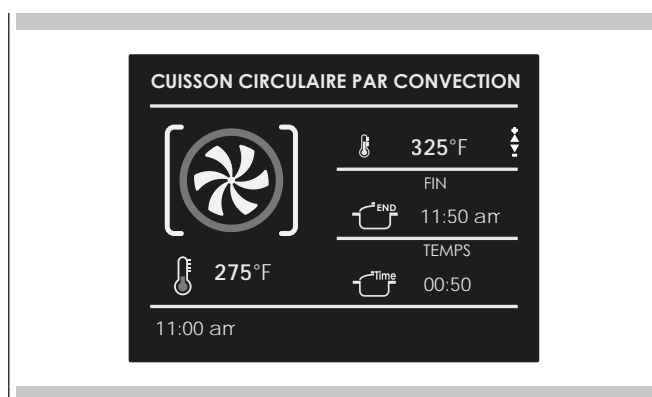 CUISSON CIRCULAIRE PAR CONVECTION
325°F
FIN
END
11:50 am
TEMPS
Time
00:50
275°F
11:00 am